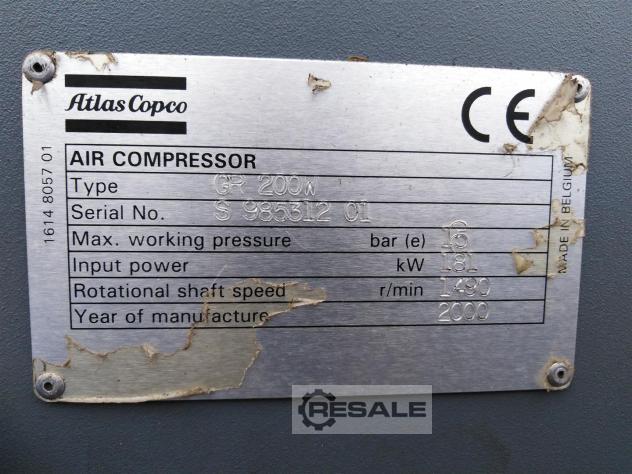 Atlas Copco
CE
AIR COMPRESSOR
Type GR 200W
Serial No. S 985312 01
Max. working pressure bar (e)
Input power kW 181
Rotational shaft speed r/min 1490
Year of manufacture 2000
1614 8057 01
MADE IN BELGIUM
RESALE